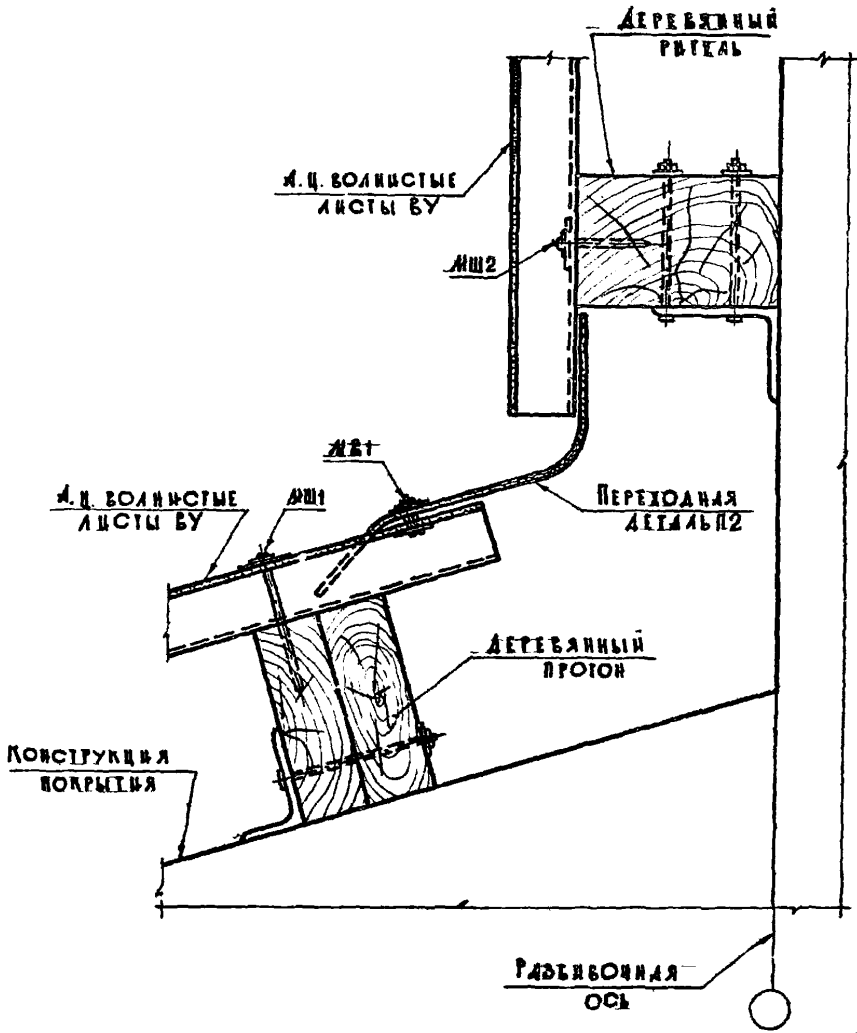 ДЕРЕВЯННЫЙ
РИГЕЛЬ
А.Ц. ВОЛНИСТЫЕ
ЛИСТЫ ВУ
МШ2
МВ1
А.Ц. ВОЛНИСТЫЕ
ЛИСТЫ ВУ
МШ1
ПЕРЕХОДНАЯ
ДЕТАЛЬ П2
ДЕРЕВЯННЫЙ
ПРОГОН
КОНСТРУКЦИЯ
ПОКРЫТИЯ
РАЗБИВОЧНАЯ
ОСЬ